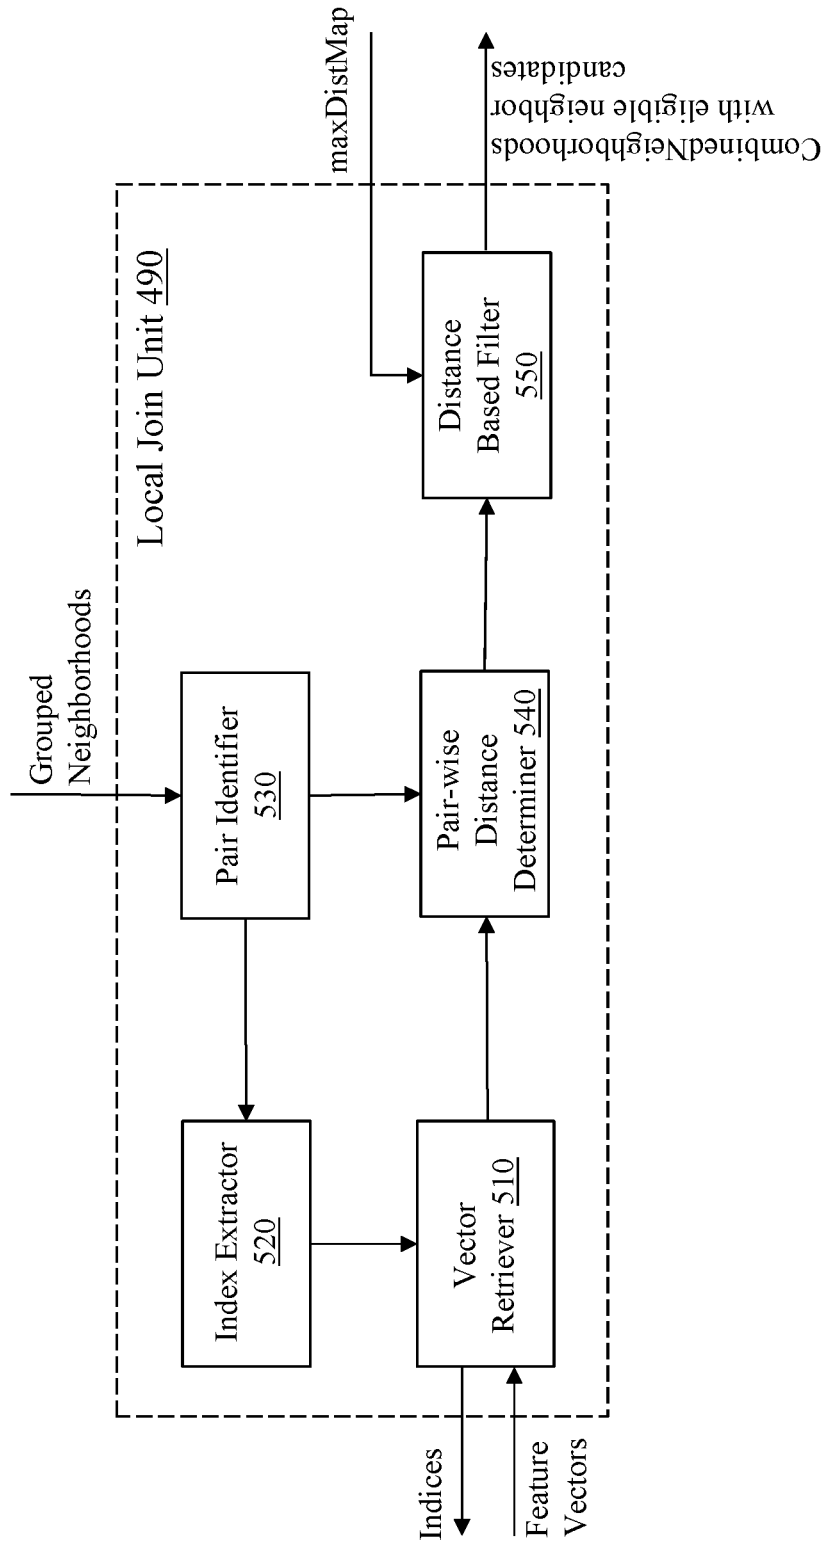 Local Join Unit 490
Grouped
Neighborhoods
maxDistMap
Index Extractor
520
Pair Identifier
530
Vector
Retriever 510
Pair-wise
Distance
Determiner 540
Distance
Based Filter
550
Indices
Feature
Vectors
CombinedNeighborhoods
with eligible neighbor
candidates